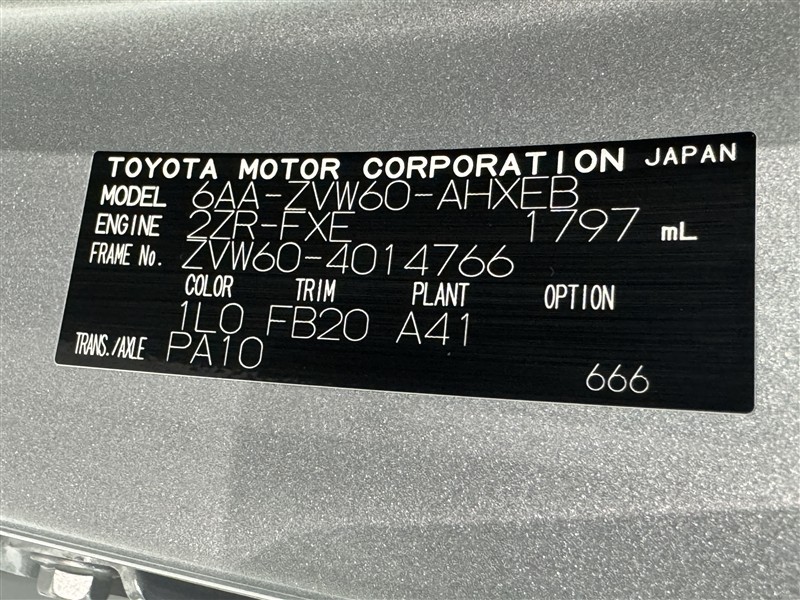 TOYOTA MOTOR CORPORATION JAPAN
MODEL 6AA-ZVW60-AHXEB
ENGINE 2ZR-FXE 1797 mL
FRAME No. ZVW60-4014766
COLOR TRIM PLANT OPTION
1L0 FB20 A41
TRANS./AXLE PA10
666